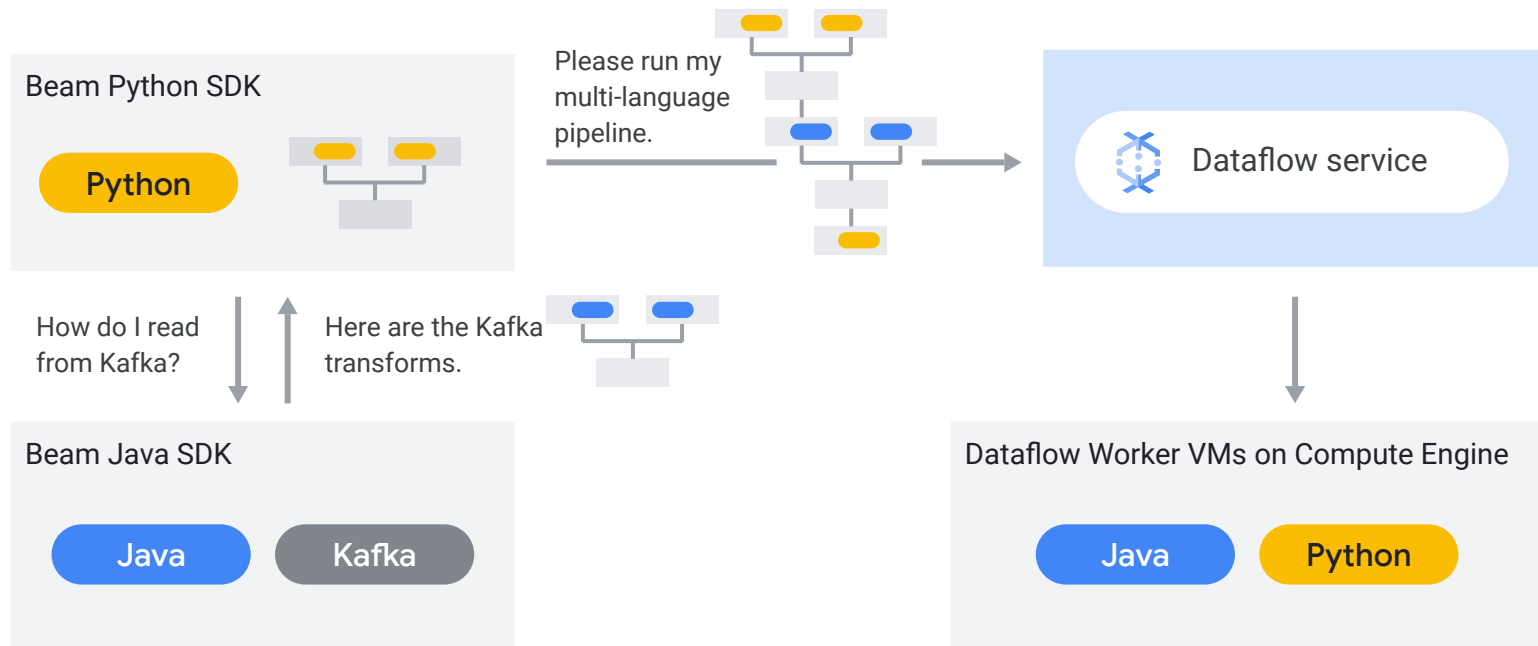 Beam Python SDK
Python
Please run my
multi-language
pipeline.
Dataflow service
How do I read
from Kafka?
Here are the Kafka
transforms.
Beam Java SDK
Java
Kafka
Dataflow Worker VMs on Compute Engine
Java
Python